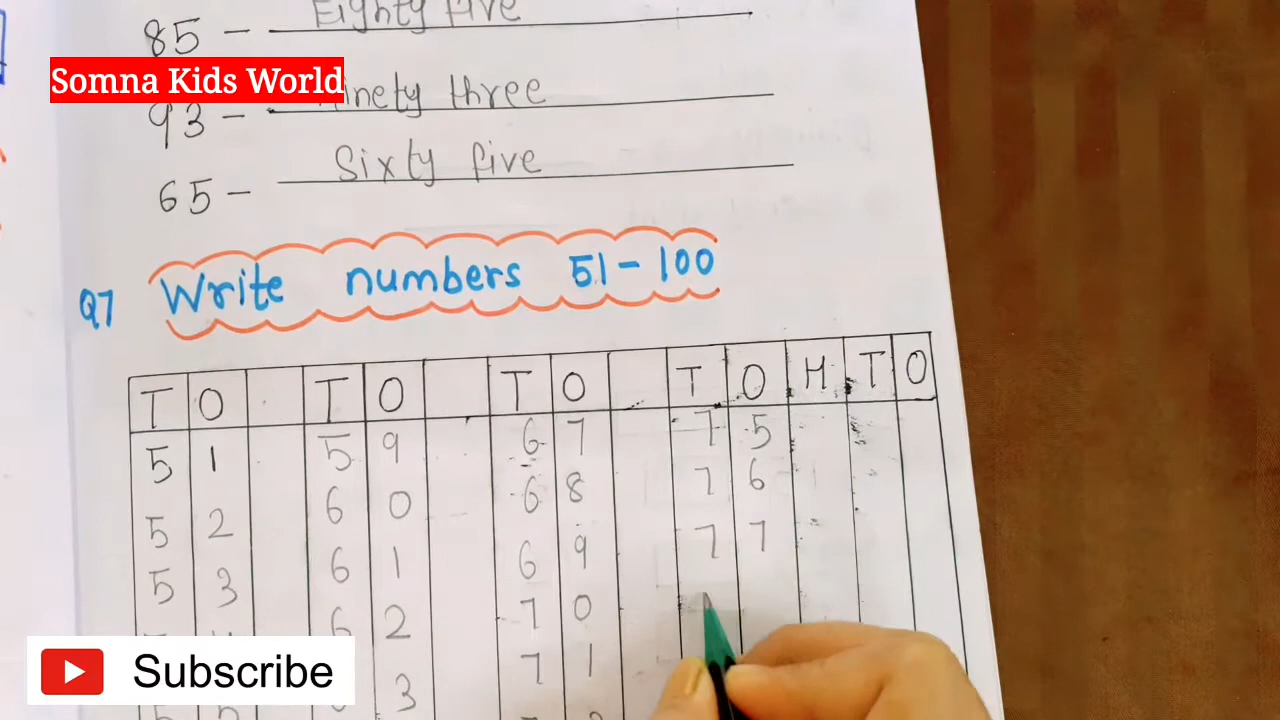 85 - Eighty five
Somna Kids World
93 - Ninety three
65 - Sixty five
Q7 Write numbers 51-100
T O T O T O T O H T O
5 1 5 9 6 7 7 5
5 2 6 0 6 8 7 6
5 3 6 1 6 9 7 7
6 2 7 0
3 7 1
Subscribe